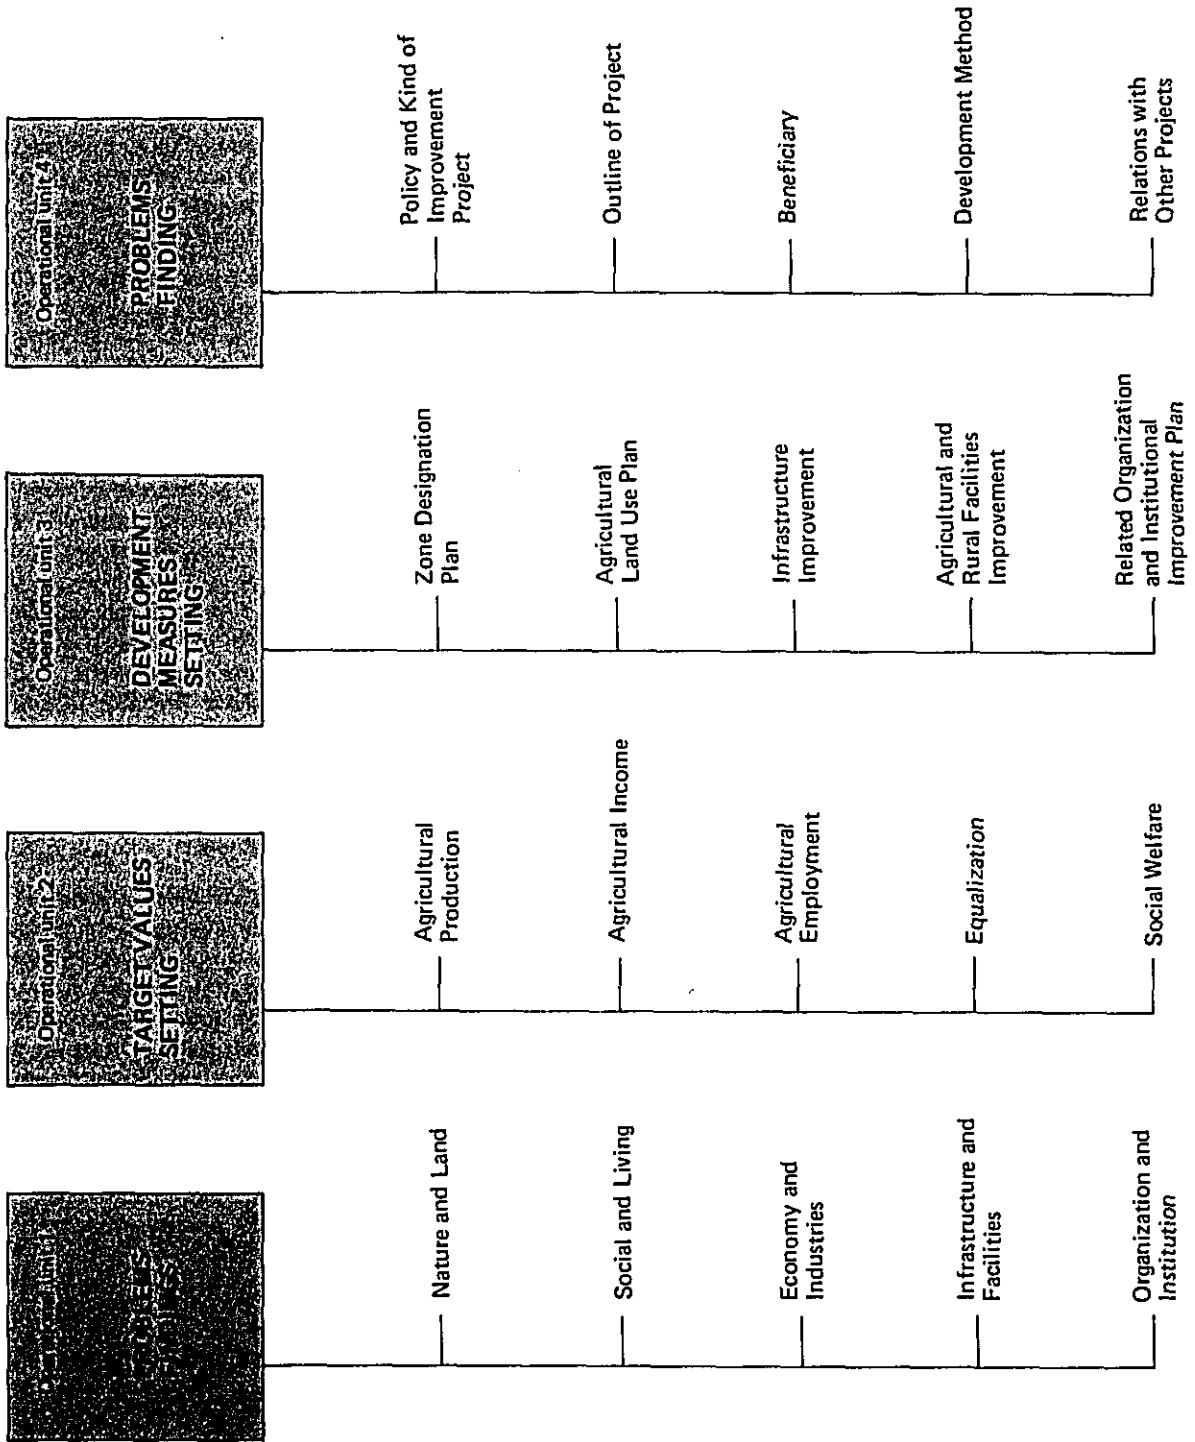 Operational unit 1
PROBLEMS
Nature and Land
Social and Living
Economy and
Industries
Infrastructure and
Facilities
Organization and
Institution
Operational unit 2
TARGET VALUES
SETTING
Agricultural
Production
Agricultural Income
Agricultural
Employment
Equalization
Social Welfare
Operational unit 3
DEVELOPMENT
MEASURES
SETTING
Zone Designation
Plan
Agricultural
Land Use Plan
Infrastructure
Improvement
Agricultural and
Rural Facilities
Improvement
Related Organization
and Institutional
Improvement Plan
Operational unit 4
PROBLEMS
FINDING
Policy and Kind of
Improvement
Project
Outline of Project
Beneficiary
Development Method
Relations with
Other Projects